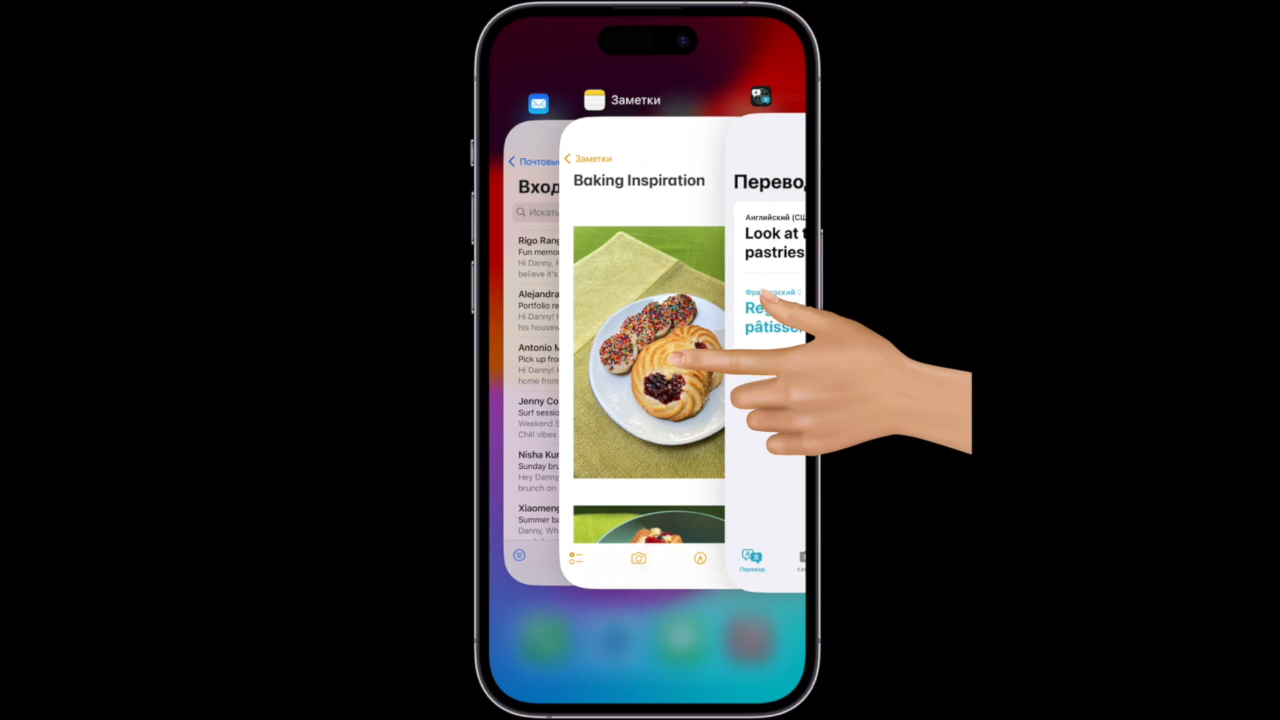 Заметки
Почтовы
Вход
Искать
Rigo Rang
Fun memo
Hi Danny, F
believe it's
Alejandra
Portfolio re
Hi Danny!
his housew
Antonio M
Pick up fro
Hi Danny! H
home from
Jenny Co
Surf sessio
Weekend S
Chill vibes
Nisha Kur
Sunday bru
Hey Danny,
brunch on
Xiaomeng
Summer ba
Danny, Wh
Заметки
Baking Inspiration
Перевод
Английский (СШ
Look at t
pastries
pâtisse
Перевод